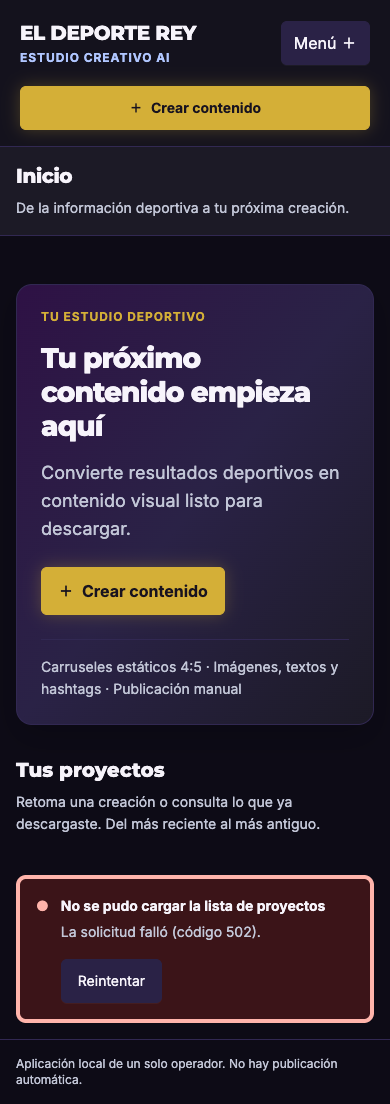 EL DEPORTE REY
ESTUDIO CREATIVO AI
Menú +
+ Crear contenido
Inicio
De la información deportiva a tu próxima creación.
TU ESTUDIO DEPORTIVO
Tu próximo
contenido empieza
aquí
Convierte resultados deportivos en
contenido visual listo para
descargar.
+ Crear contenido
Carruseles estáticos 4:5 · Imágenes, textos y
hashtags · Publicación manual
Tus proyectos
Retoma una creación o consulta lo que ya
descargaste. Del más reciente al más antiguo.
No se pudo cargar la lista de proyectos
La solicitud falló (código 502).
Reintentar
Aplicación local de un solo operador. No hay publicación
automática.